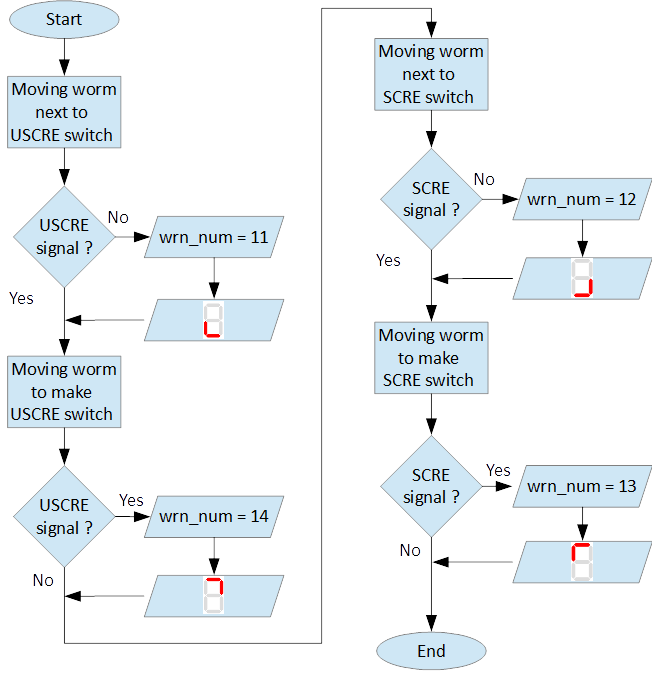 Start
Moving worm
next to
USCRE switch
USCRE
signal ?
No
wrn_num = 11
Yes
Moving worm
to make
USCRE switch
USCRE
signal ?
Yes
wrn_num = 14
No
Moving worm
next to
SCRE switch
SCRE
signal ?
No
wrn_num = 12
Yes
Moving worm
to make
SCRE switch
SCRE
signal ?
Yes
wrn_num = 13
No
End